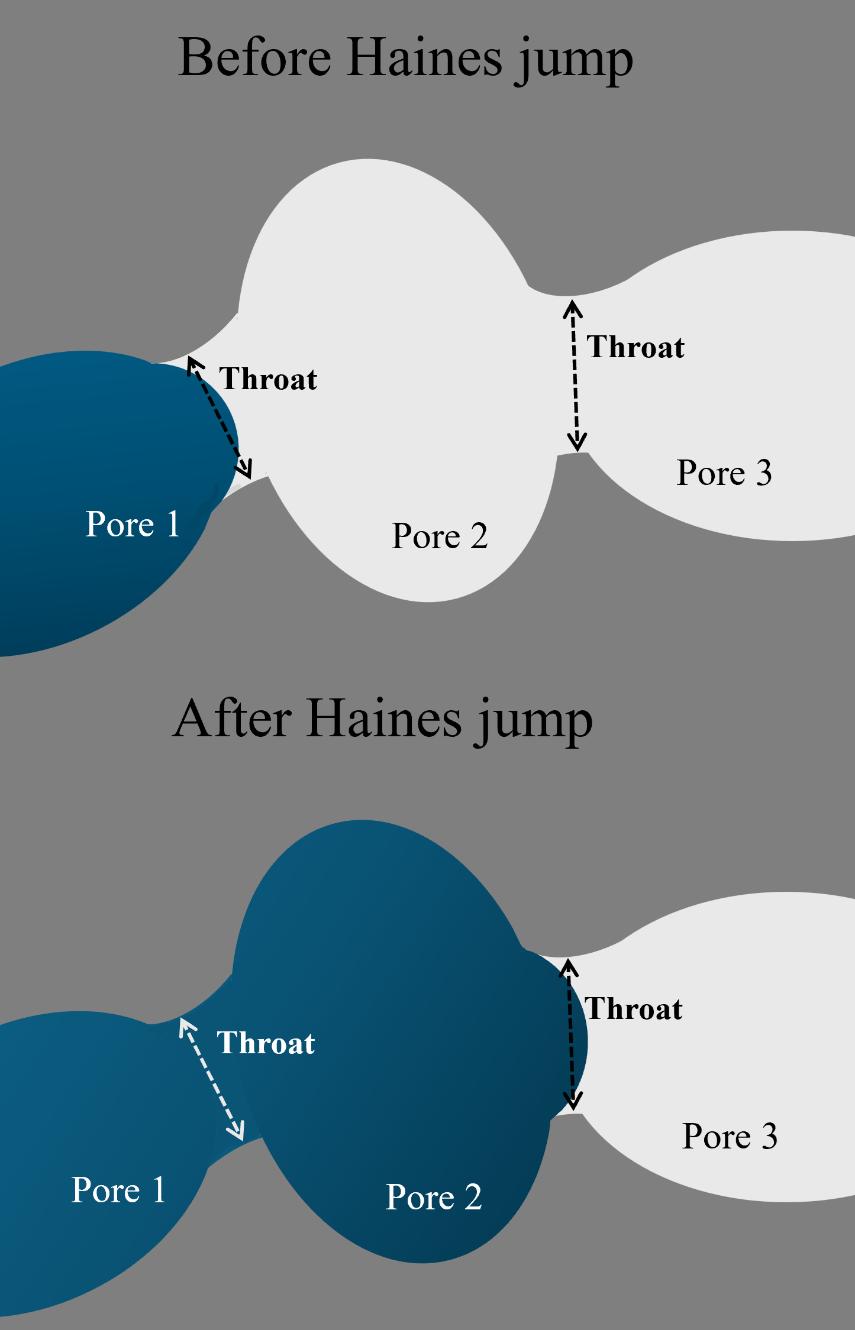 Before Haines jump
Throat
Throat
Pore 3
Pore 1
Pore 2
After Haines jump
Throat
Throat
Pore 3
Pore 1
Pore 2